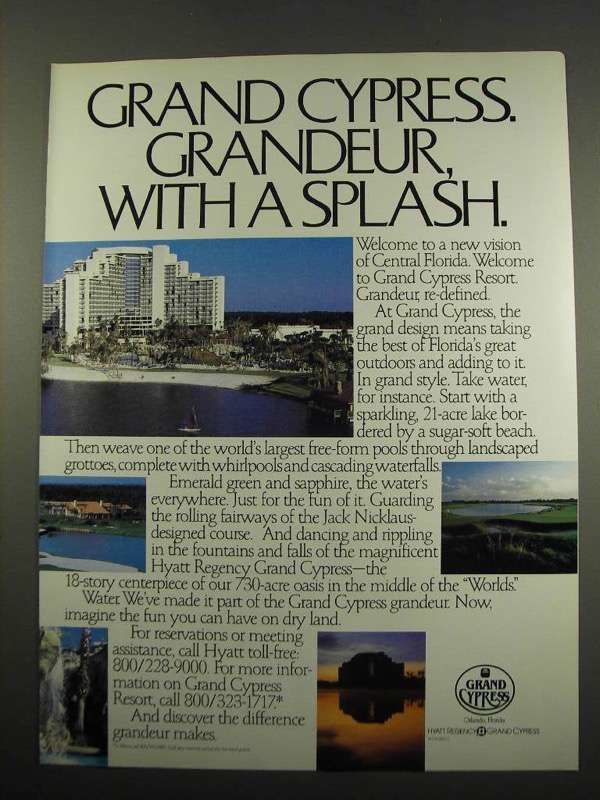 GRAND CYPRESS.
GRANDEUR,
WITH A SPLASH.
Welcome to a new vision
of Central Florida. Welcome
to Grand Cypress Resort.
Grandeur, re-defined.
At Grand Cypress, the
grand design means taking
the best of Florida's great
outdoors and adding to it.
In grand style. Take water,
for instance. Start with a
sparkling, 21-acre lake bor-
dered by a sugar-soft beach.
Then weave one of the world's largest free-form pools through landscaped
grottoes, complete with whirlpools and cascading waterfalls.
Emerald green and sapphire, the water's
everywhere. Just for the fun of it. Guarding
the rolling fairways of the Jack Nicklaus-
designed course. And dancing and rippling
in the fountains and falls of the magnificent
Hyatt Regency Grand Cypress—the
18-story centerpiece of our 730-acre oasis in the middle of the "Worlds."
Water. We've made it part of the Grand Cypress grandeur. Now,
imagine the fun you can have on dry land.
For reservations or meeting
assistance, call Hyatt toll-free:
800/228-9000. For more infor-
mation on Grand Cypress
Resort, call 800/323-1717*
And discover the difference
grandeur makes.
GRAND
CYPRESS
Orlando, Florida
HYATT REGENCY GRAND CYPRESS